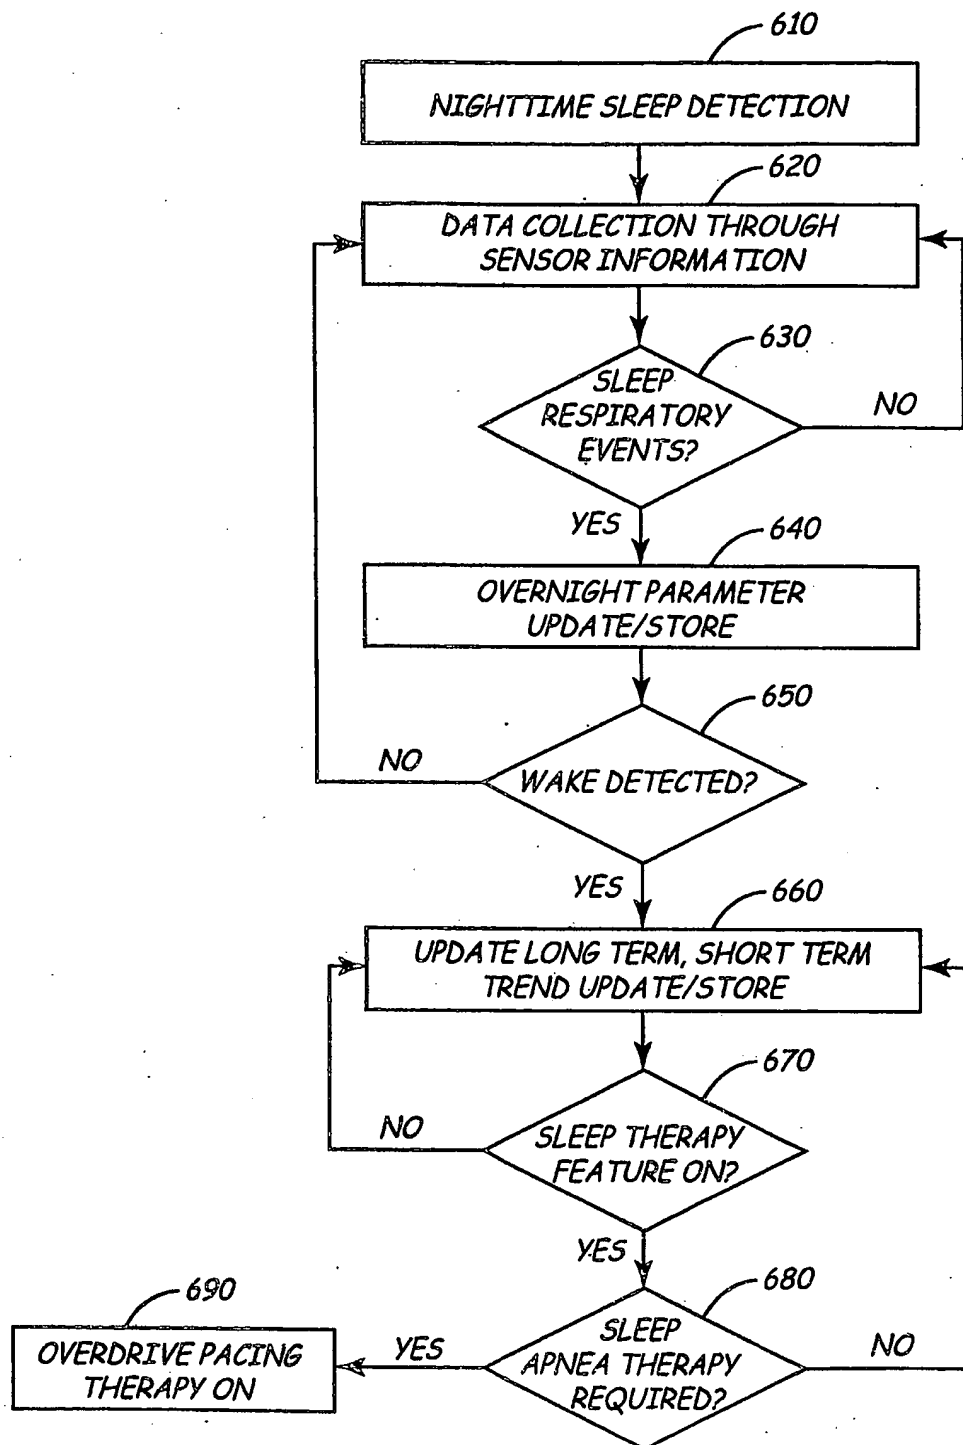 610
NIGHTTIME SLEEP DETECTION
620
DATA COLLECTION THROUGH
SENSOR INFORMATION
630
SLEEP
RESPIRATORY
EVENTS?
NO
YES
640
OVERNIGHT PARAMETER
UPDATE/STORE
650
NO
WAKE DETECTED?
YES
660
UPDATE LONG TERM, SHORT TERM
TREND UPDATE/STORE
670
NO
SLEEP THERAPY
FEATURE ON?
YES
680
690
SLEEP
APNEA THERAPY
REQUIRED?
YES
NO
OVERDRIVE PACING
THERAPY ON